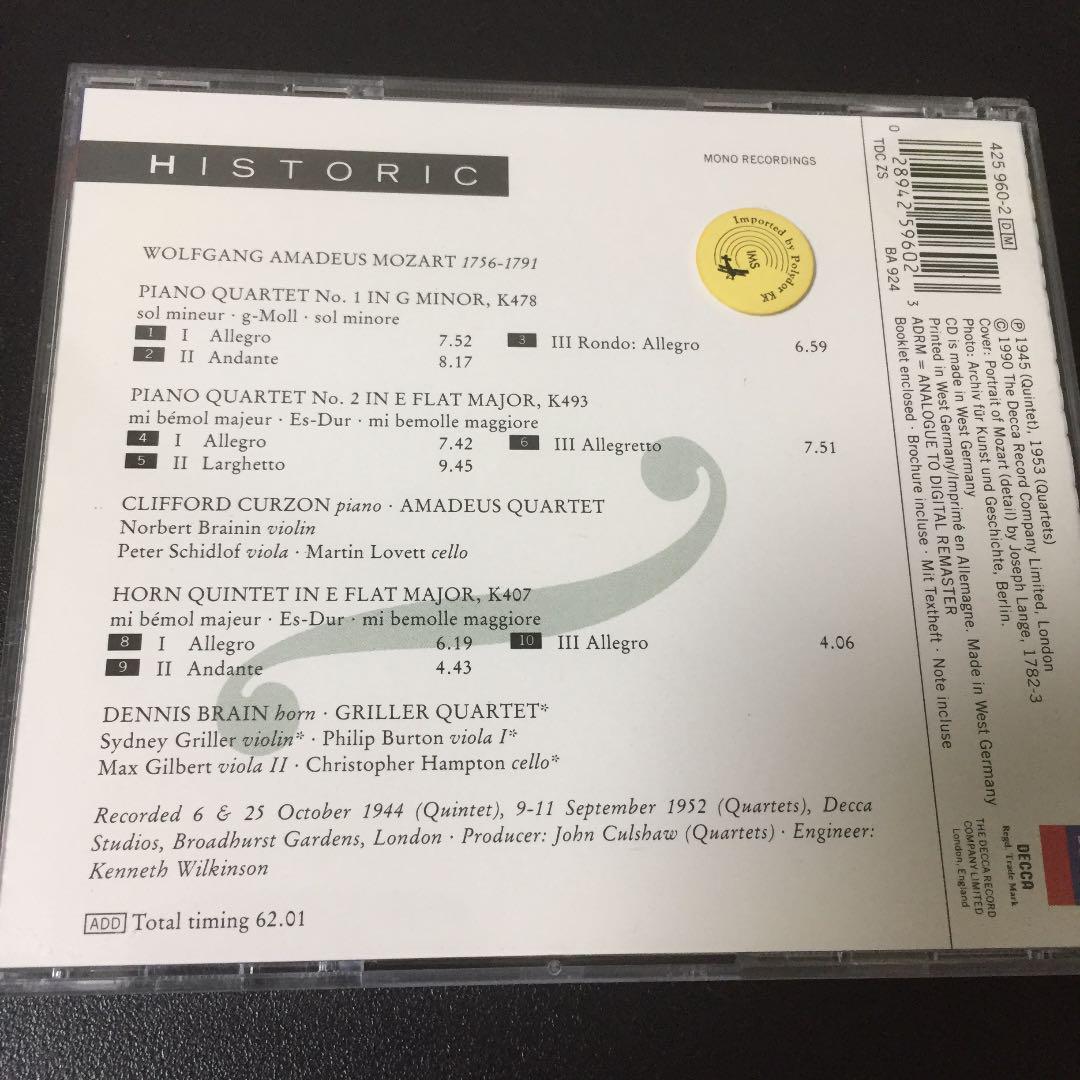 HISTORIC
MONO RECORDINGS
Imported by Polydor KK
SWI
WOLFGANG AMADEUS MOZART 1756-1791
PIANO QUARTET No. 1 IN G MINOR, K478
sol mineur · g-Moll · sol minore
1 I Allegro 7.52 3 III Rondo: Allegro 6.59
2 II Andante 8.17
PIANO QUARTET No. 2 IN E FLAT MAJOR, K493
mi bémol majeur · Es-Dur · mi bemolle maggiore
4 I Allegro 7.42 6 III Allegretto 7.51
5 II Larghetto 9.45
CLIFFORD CURZON piano · AMADEUS QUARTET
Norbert Brainin violin
Peter Schidlof viola · Martin Lovett cello
HORN QUINTET IN E FLAT MAJOR, K407
mi bémol majeur · Es-Dur · mi bemolle maggiore
8 I Allegro 6.19 10 III Allegro 4.06
9 II Andante 4.43
DENNIS BRAIN horn · GRILLER QUARTET*
Sydney Griller violin* · Philip Burton viola I*
Max Gilbert viola II · Christopher Hampton cello*
Recorded 6 & 25 October 1944 (Quintet), 9-11 September 1952 (Quartets), Decca
Studios, Broadhurst Gardens, London · Producer: John Culshaw (Quartets) · Engineer:
Kenneth Wilkinson
ADD Total timing 62.01
425 960-2 DM
0 28942 59602 3
TDC ZS BA 924
℗ 1945 (Quintet), 1953 (Quartets)
© 1990 The Decca Record Company Limited, London
Cover: Portrait of Mozart (detail) by Joseph Lange, 1782-3
Photo: Archiv für Kunst und Geschichte, Berlin.
CD is made in West Germany
Printed in West Germany/Imprimé en Allemagne. Made in West Germany
ADRM = ANALOGUE TO DIGITAL REMASTER
Booklet enclosed · Brochure incluse · Mit Textheft · Note incluse
DECCA
Regd. Trade Mark
THE DECCA RECORD
COMPANY LIMITED
London, England